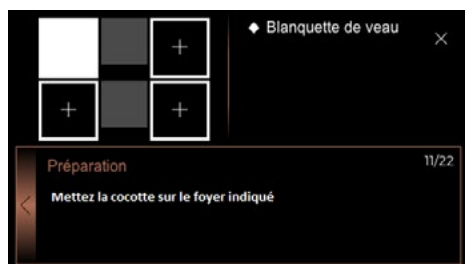 Blanquette de veau
Préparation
11/22
Mettez la cocotte sur le foyer indiqué